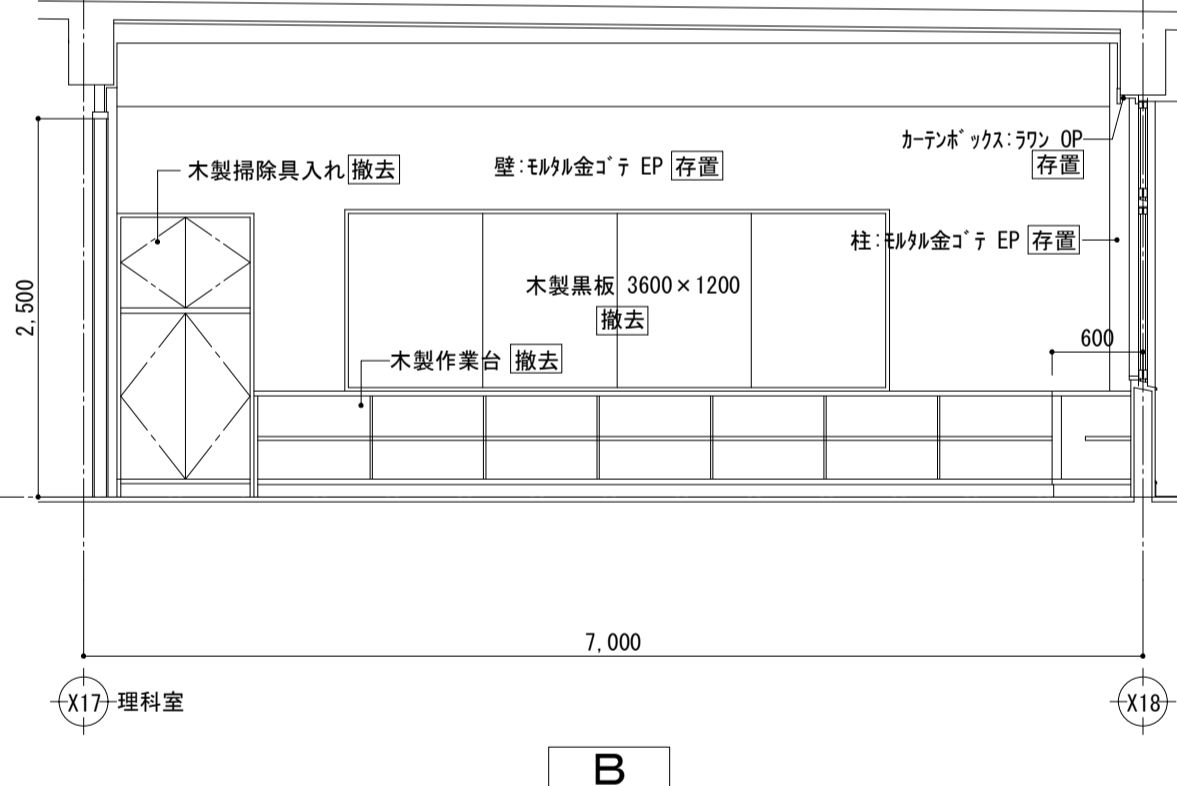 カーテンボックス:ラワン OP
存置
木製掃除具入れ 撤去
壁:モルタル金ゴテ EP 存置
柱:モルタル金ゴテ EP 存置
木製黒板 3600×1200
撤去
2,500
600
木製作業台 撤去
7,000
X17 理科室
X18
B